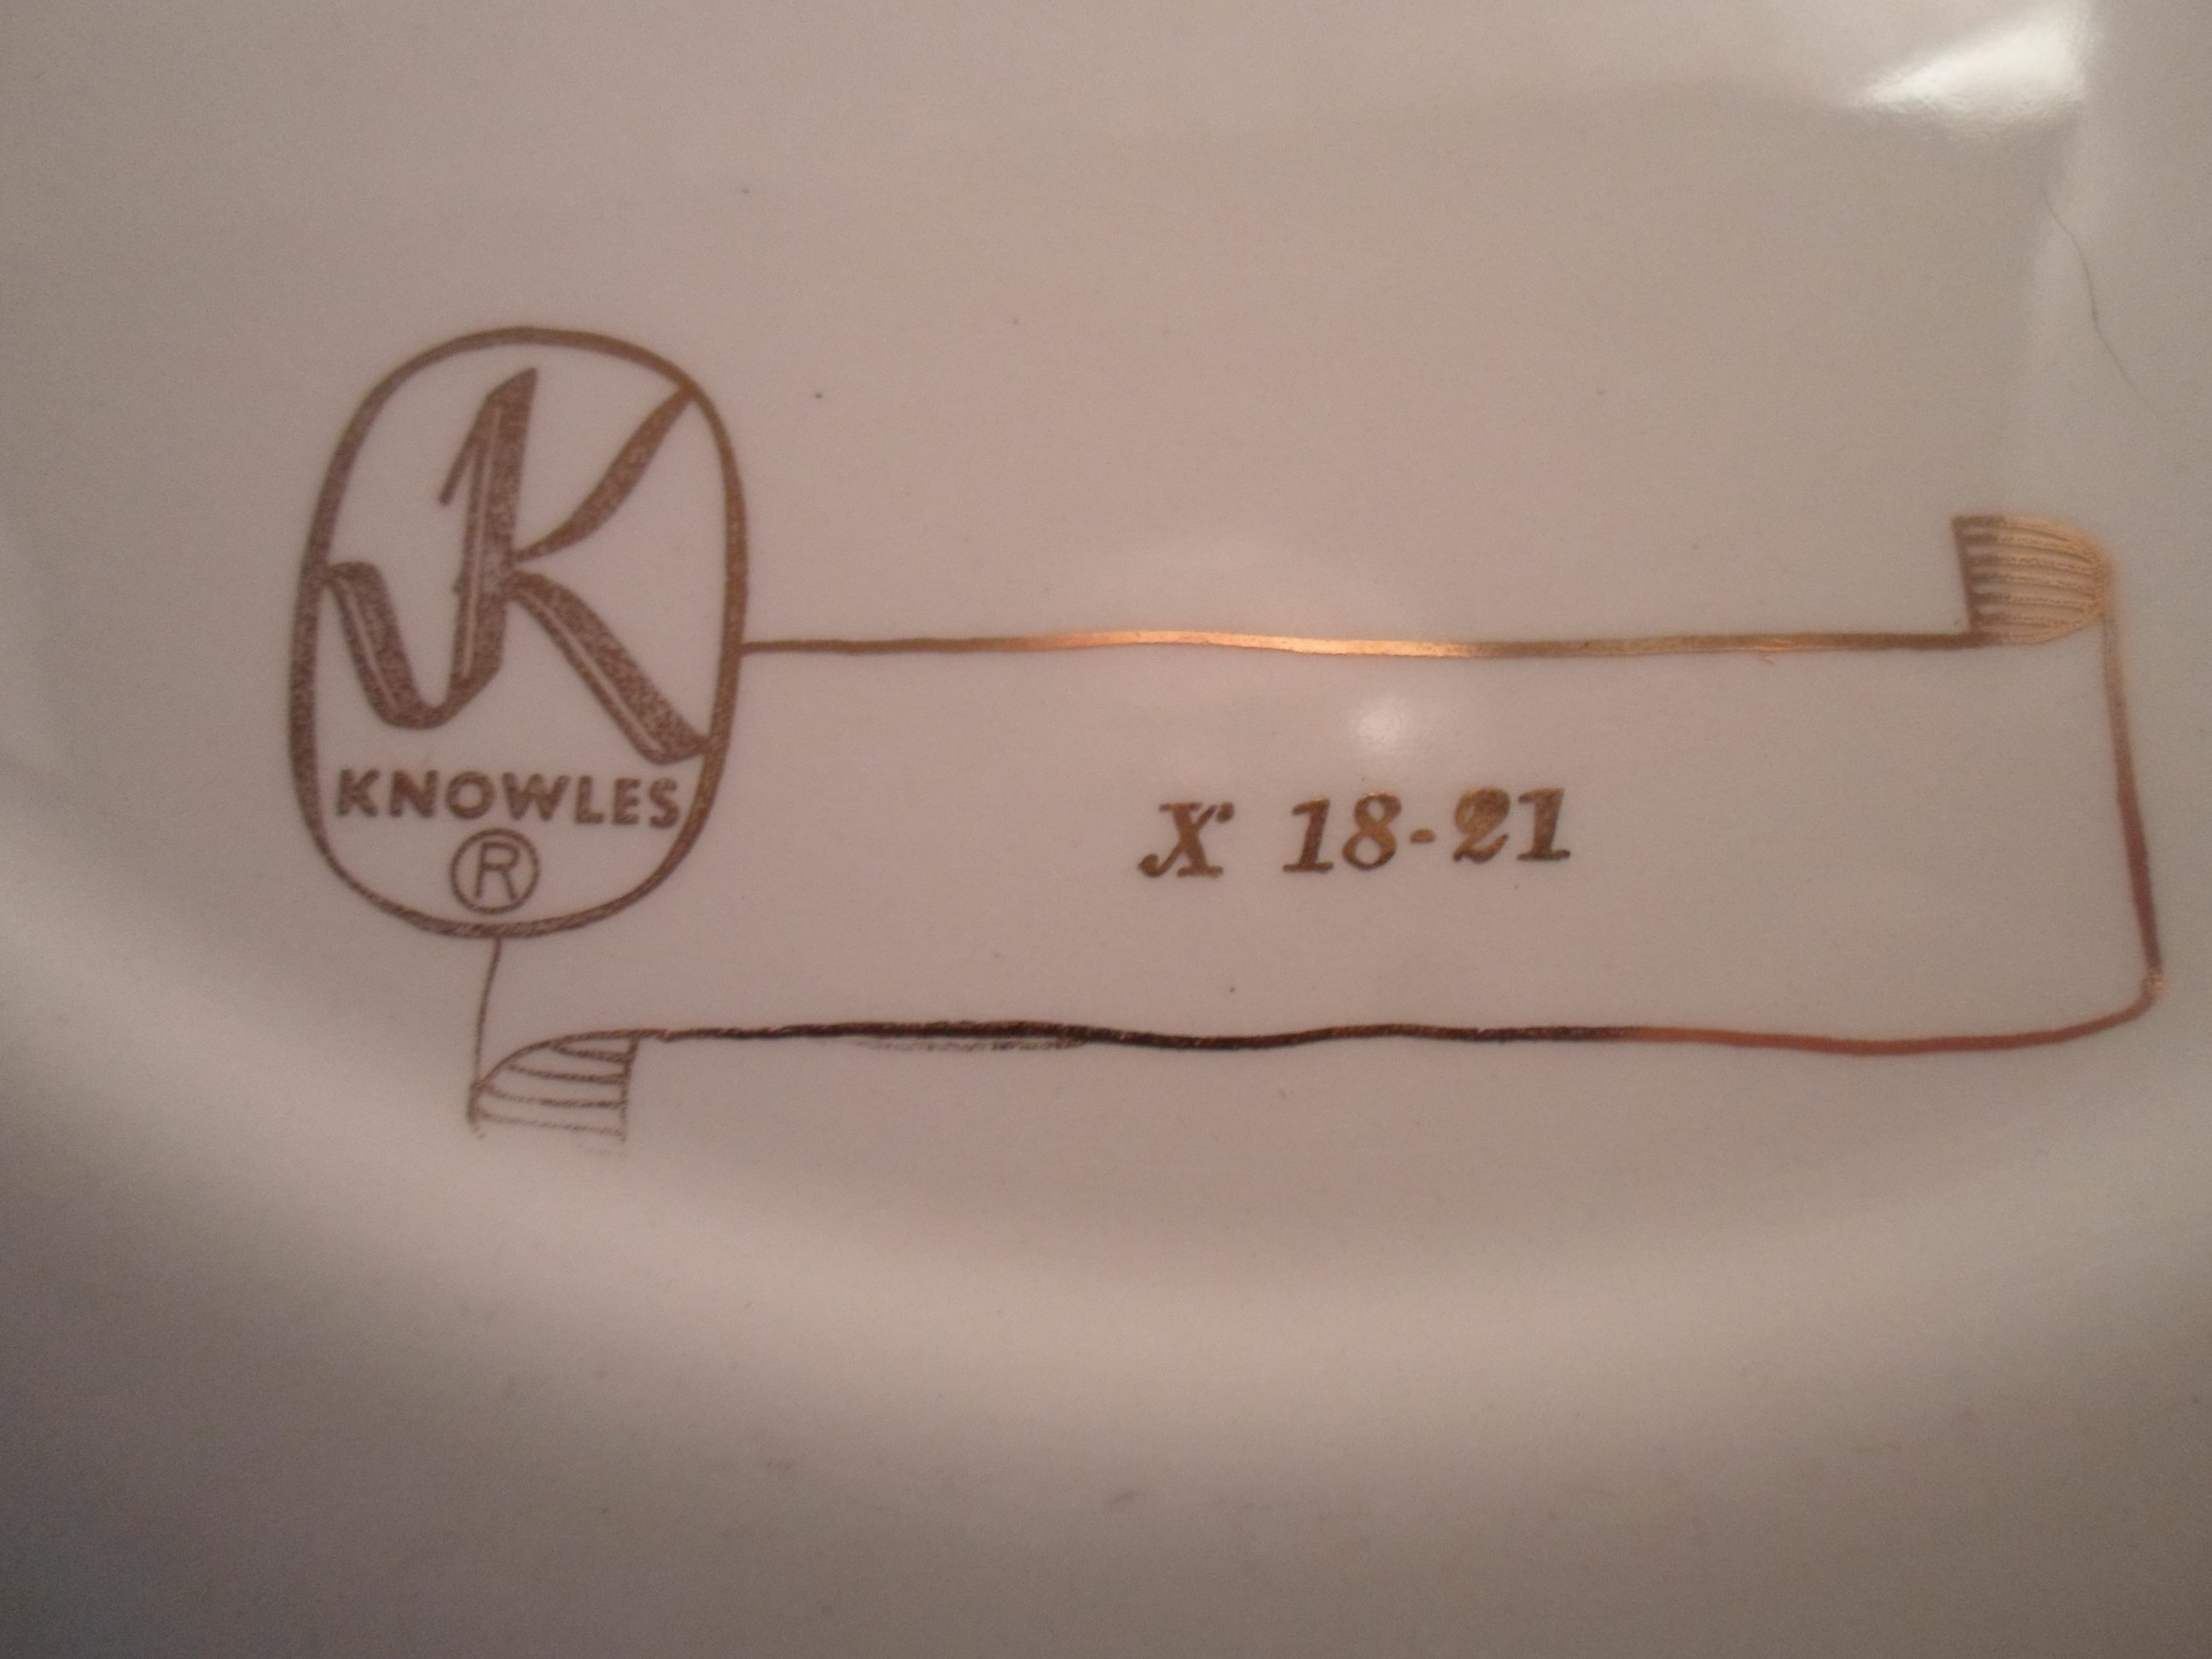 K
KNOWLES
®
X 18-21